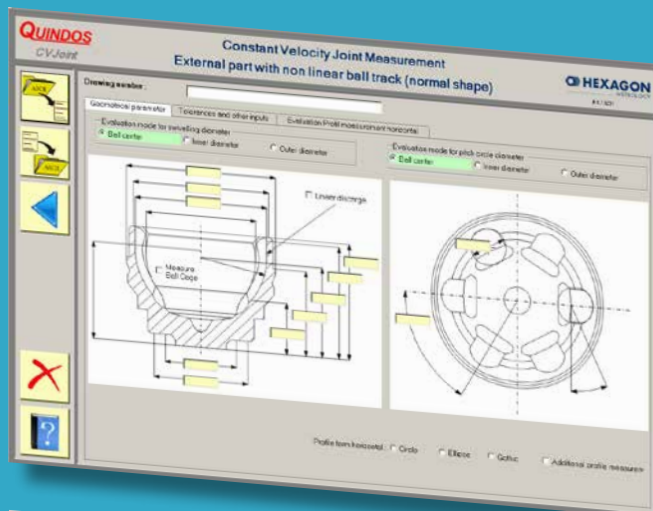 QUINDOS
CVJoint
Constant Velocity Joint Measurement
External part with non linear ball track (normal shape)
HEXAGON
METROLOGY
Drawing number :
Geometrical parameter
Tolerances and other inputs
Evaluation Profil measurement horizontal
Evaluation mode for swivelling diameter
Ball center
Inner diameter
Outer diameter
Evaluation mode for pitch circle diameter
Ball center
Inner diameter
Outer diameter
ASCII
ASCII
Measure
Ball Cage
?
Profile form horizontal :
Circle
Ellipse
Gothic
Additional profile measurem